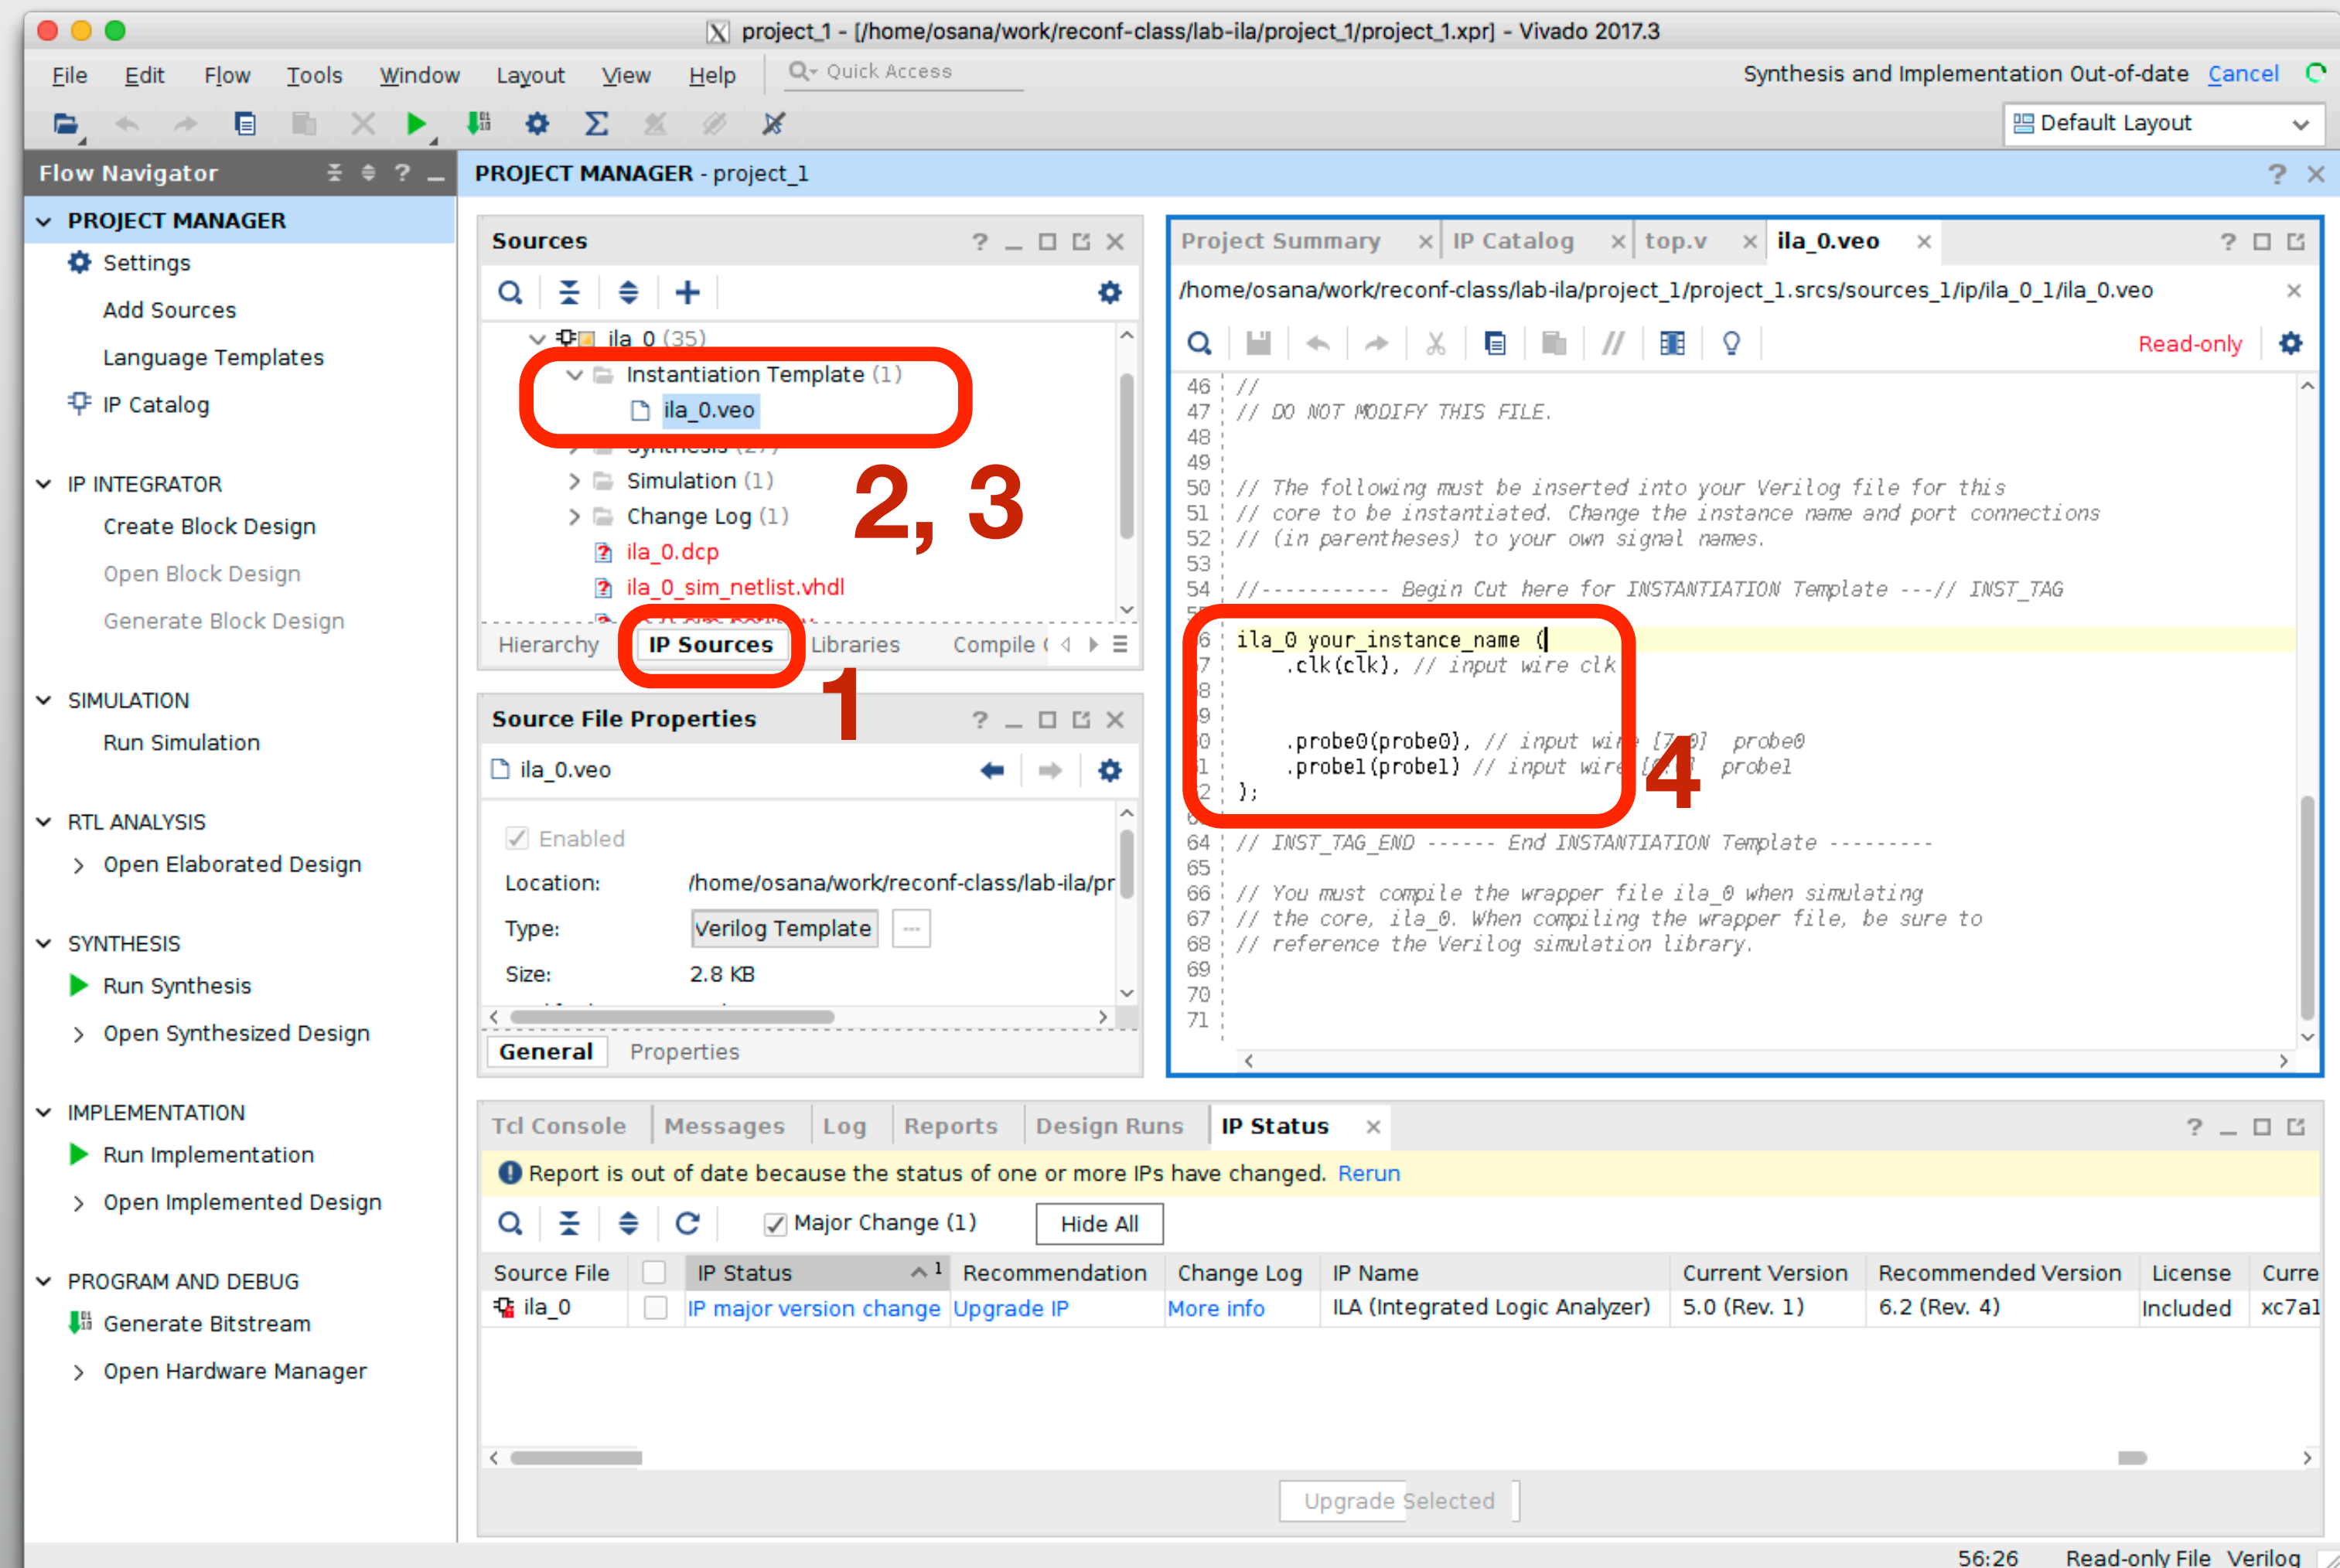 project_1 - [/home/osana/work/reconf-class/lab-ila/project_1/project_1.xpr] - Vivado 2017.3
File Edit Flow Tools Window Layout View Help Quick Access
Synthesis and Implementation Out-of-date Cancel
Default Layout
Flow Navigator
PROJECT MANAGER
Settings
Add Sources
Language Templates
IP Catalog
IP INTEGRATOR
Create Block Design
Open Block Design
Generate Block Design
SIMULATION
Run Simulation
RTL ANALYSIS
Open Elaborated Design
SYNTHESIS
Run Synthesis
Open Synthesized Design
IMPLEMENTATION
Run Implementation
Open Implemented Design
PROGRAM AND DEBUG
Generate Bitstream
Open Hardware Manager
PROJECT MANAGER - project_1
Sources
ila_0 (35)
Instantiation Template (1)
ila_0.veo
Simulation (1)
Change Log (1)
ila_0.dcp
ila_0_sim_netlist.vhdl
2, 3
Hierarchy IP Sources Libraries Compile
1
Source File Properties
ila_0.veo
Enabled
Location: /home/osana/work/reconf-class/lab-ila/pr
Type: Verilog Template
Size: 2.8 KB
General Properties
Project Summary IP Catalog top.v ila_0.veo
/home/osana/work/reconf-class/lab-ila/project_1/project_1.srcs/sources_1/ip/ila_0_1/ila_0.veo
Read-only
46 //
47 // DO NOT MODIFY THIS FILE.
48
49
50 // The following must be inserted into your Verilog file for this
51 // core to be instantiated. Change the instance name and port connections
52 // (in parentheses) to your own signal names.
53
54 //----------- Begin Cut here for INSTANTIATION Template ---// INST_TAG
ila_0 your_instance_name (
.clk(clk), // input wire clk
.probe0(probe0), // input wire [7:0] probe0
.probe1(probe1) // input wire probe1
);
4
64 // INST_TAG_END ------ End INSTANTIATION Template ---------
65
66 // You must compile the wrapper file ila_0 when simulating
67 // the core, ila_0. When compiling the wrapper file, be sure to
68 // reference the Verilog simulation library.
69
70
71
Tcl Console Messages Log Reports Design Runs IP Status
Report is out of date because the status of one or more IPs have changed. Rerun
Major Change (1) Hide All
Source File IP Status 1 Recommendation Change Log IP Name Current Version Recommended Version License Curre
ila_0 IP major version change Upgrade IP More info ILA (Integrated Logic Analyzer) 5.0 (Rev. 1) 6.2 (Rev. 4) Included xc7a1
Upgrade Selected
56:26 Read-only File Verilog